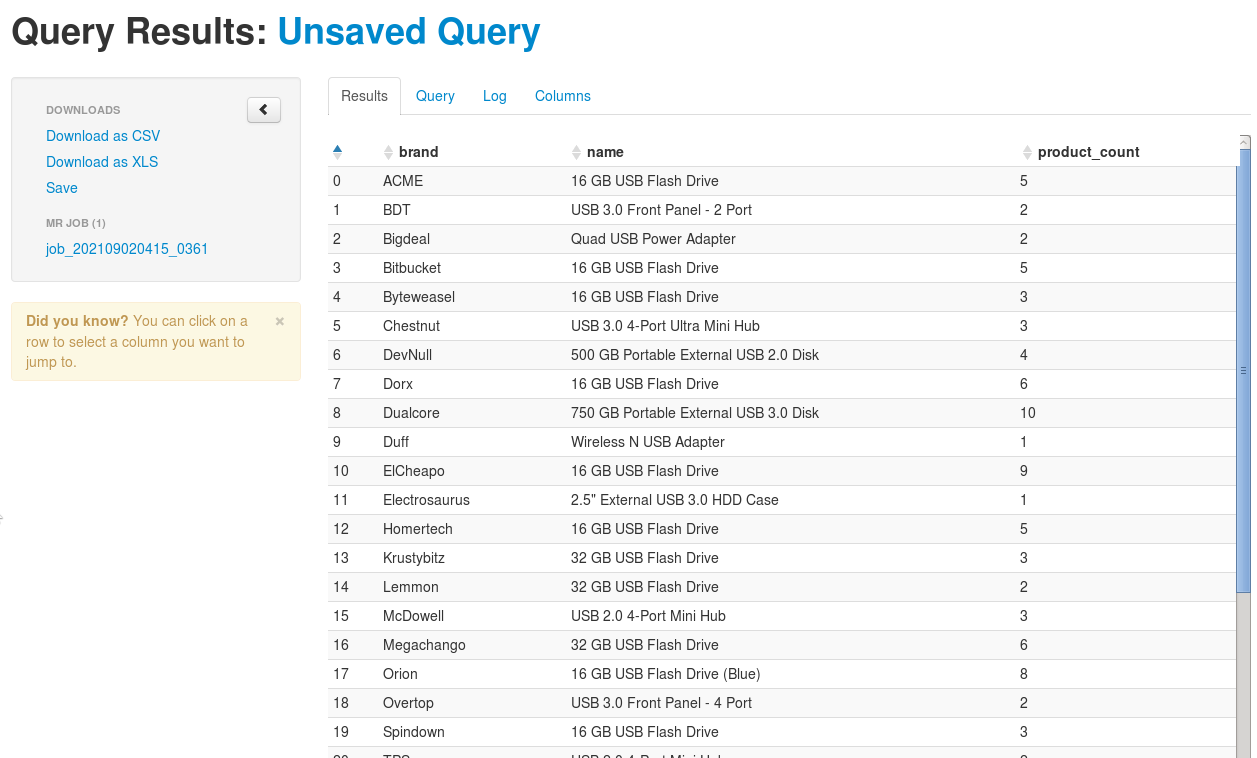 Query Results: Unsaved Query
DOWNLOADS
Download as CSV
Download as XLS
Save
MR JOB (1)
job_202109020415_0361
Did you know? You can click on a
row to select a column you want to
jump to.
×
Results Query Log Columns
brand name product_count
0 ACME 16 GB USB Flash Drive 5
1 BDT USB 3.0 Front Panel - 2 Port 2
2 Bigdeal Quad USB Power Adapter 2
3 Bitbucket 16 GB USB Flash Drive 5
4 Byteweasel 16 GB USB Flash Drive 3
5 Chestnut USB 3.0 4-Port Ultra Mini Hub 3
6 DevNull 500 GB Portable External USB 2.0 Disk 4
7 Dorx 16 GB USB Flash Drive 6
8 Dualcore 750 GB Portable External USB 3.0 Disk 10
9 Duff Wireless N USB Adapter 1
10 ElCheapo 16 GB USB Flash Drive 9
11 Electrosaurus 2.5" External USB 3.0 HDD Case 1
12 Homertech 16 GB USB Flash Drive 5
13 Krustybitz 32 GB USB Flash Drive 3
14 Lemmon 32 GB USB Flash Drive 2
15 McDowell USB 2.0 4-Port Mini Hub 3
16 Megachango 32 GB USB Flash Drive 6
17 Orion 16 GB USB Flash Drive (Blue) 8
18 Overtop USB 3.0 Front Panel - 4 Port 2
19 Spindown 16 GB USB Flash Drive 3